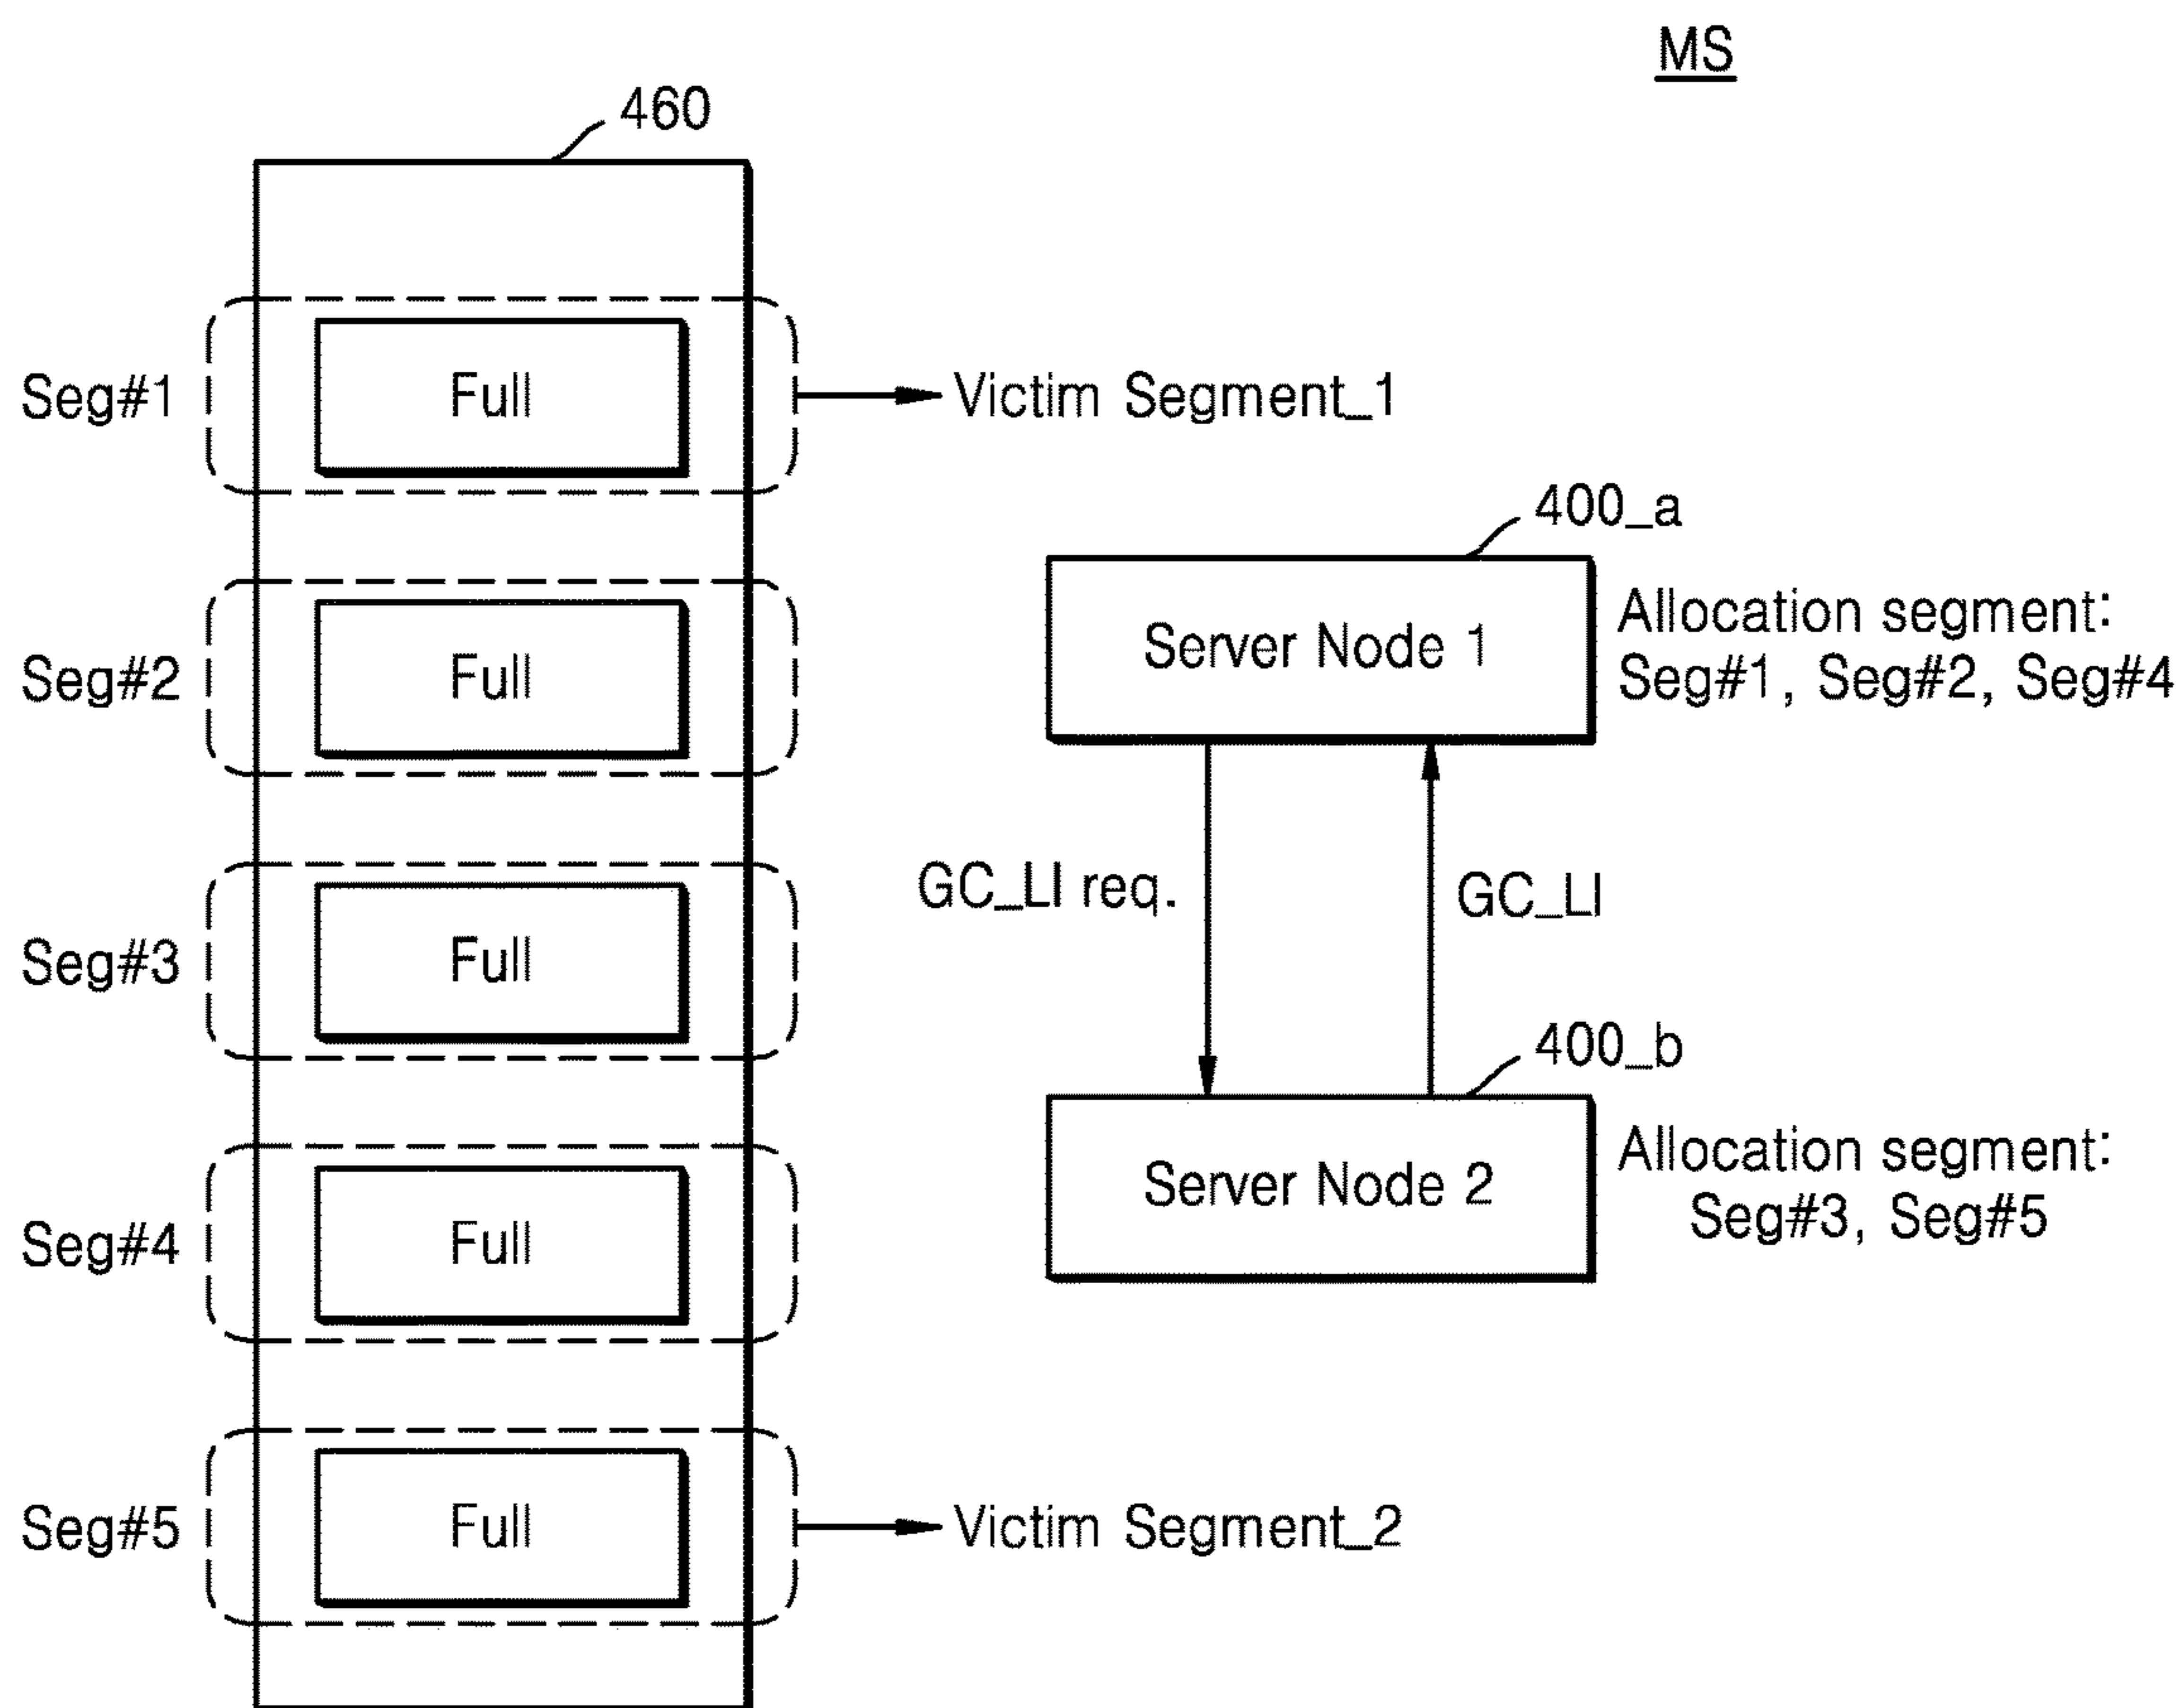 MS
460
Seg#1
Full
Victim Segment_1
400_a
Seg#2
Full
Server Node 1
Allocation segment:
Seg#1, Seg#2, Seg#4
Seg#3
Full
GC_LI req.
GC_LI
400_b
Seg#4
Full
Server Node 2
Allocation segment:
Seg#3, Seg#5
Seg#5
Full
Victim Segment_2